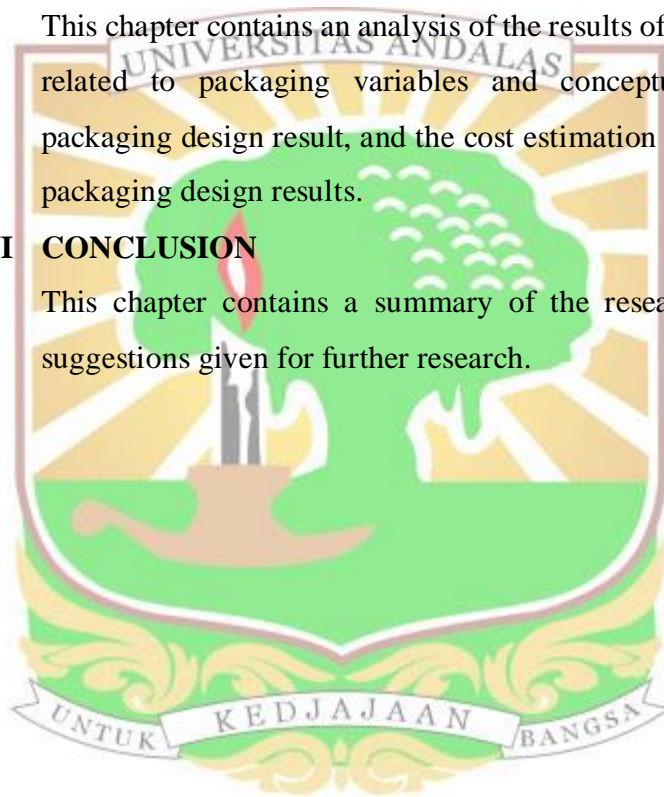 This chapter contains an analysis of the results of
UNIVERSITAS ANDALAS
related to packaging variables and conceptu
packaging design result, and the cost estimation
packaging design results.
I CONCLUSION
This chapter contains a summary of the resea
suggestions given for further research.
UNTUK KEDJAJAAN BANGSA